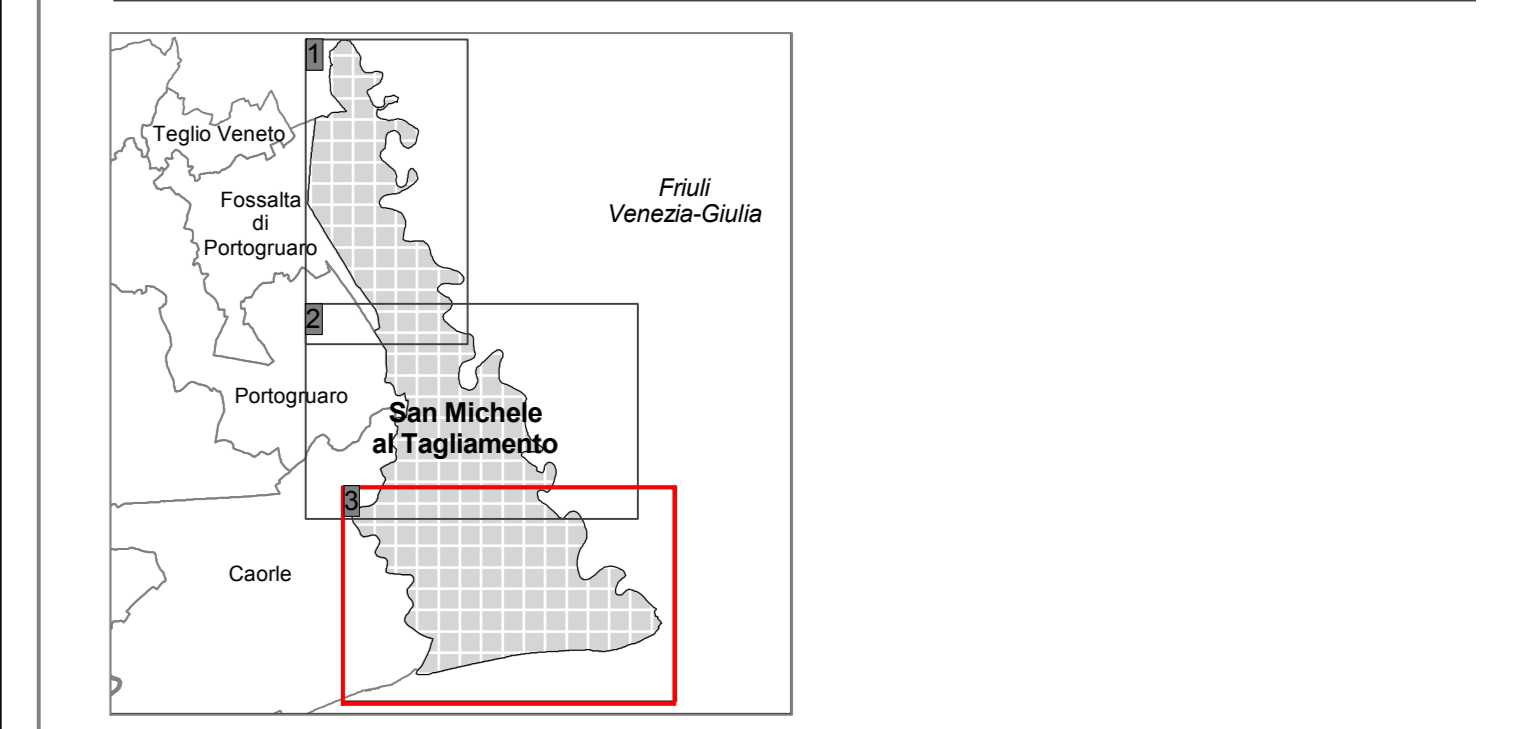 1
Teglio Veneto
Friuli
Venezia-Giulia
Fossalta
di
Portogruaro
2
Portogruaro
San Michele
al Tagliamento
3
Caorle